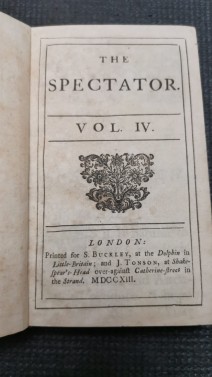 THE
SPECTATOR.
VOL. IV.
LONDON:
Printed for S. BUCKLEY, at the Dolphin in
Little-Britain; and J. TONSON, at Shake-
spear's-Head over-against Catherine-street in
the Strand. MDCCXIII.